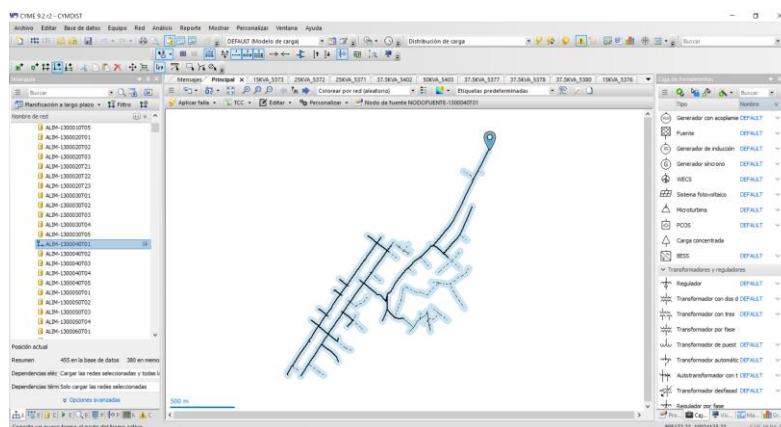 CYME 9.2 r2 - CYMDIST
Archivo Editar Base de datos Equipo Red Análisis Reporte Mostrar Personalizar Ventana Ayuda
DEFAULT (Modelo de cargas
Distribución de carga
Buscar
Mensajes Principal 15KVA_5373 25KVA_5372 25KVA_5371 37.5KVA_5402 50KVA_5403 37.5KVA_5377 37.5KVA_5378 37.5KVA_5380 15KVA_5376
Buscar
Colorear por red (aleatorio)
Etiquetas predeterminadas
Planificación a largo plazo Filtro
Aplicar falla TCC Editar Personalizar Nodo de fuente NODOFUENTE-1300040T01
Nombre de red
ALIM-1300010T05
ALIM-1300020T01
ALIM-1300020T02
ALIM-1300020T03
ALIM-1300020T21
ALIM-1300020T22
ALIM-1300020T23
ALIM-1300030T01
ALIM-1300030T02
ALIM-1300030T03
ALIM-1300030T04
ALIM-1300030T05
ALIM-1300040T01
ALIM-1300040T02
ALIM-1300040T03
ALIM-1300040T04
ALIM-1300040T05
ALIM-1300050T01
ALIM-1300050T02
ALIM-1300050T03
ALIM-1300050T04
ALIM-1300060T01
Posición actual
Resumen 455 en la base de datos 380 en memo
Cargar las redes seleccionadas y todas l
Solo cargar las redes seleccionadas
Opciones avanzadas
500 m
Caja de herramientas
Buscar
Tipo Nombre
Generador con acoplame DEFAULT
Fuente DEFAULT
Generador de inducción DEFAULT
Generador síncrono DEFAULT
WECS DEFAULT
Sistema fotovoltaico DEFAULT
Microturbina DEFAULT
PCOS DEFAULT
Carga concentrada
BESS DEFAULT
Transformadores y reguladores
Regulador DEFAULT
Transformador con dos d DEFAULT
Transformador con tres DEFAULT
Transformador por fase
Transformador de puest DEFAULT
Transformador automátic DEFAULT
Autotransformador con t DEFAULT
Transformador desfasad DEFAULT
Regulador por fase